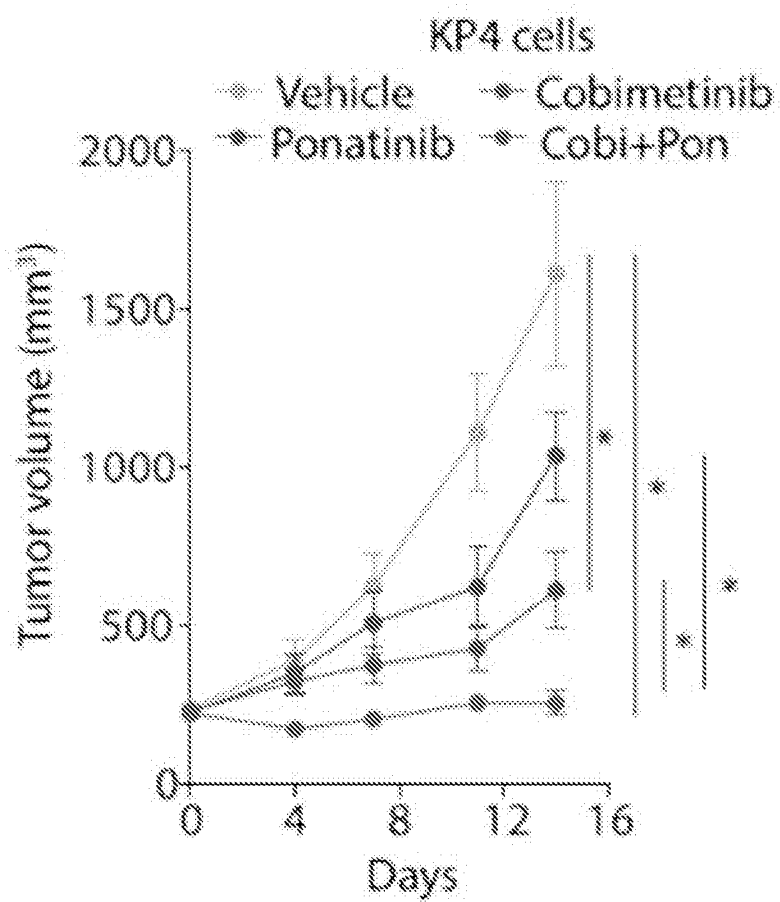 KP4 cells
Vehicle Cobimetinib
Ponatinib Cobi+Pon
2000
1500
1000
500
0
Tumor volume (mm³)
*
*
*
*
0 4 8 12 16
Days